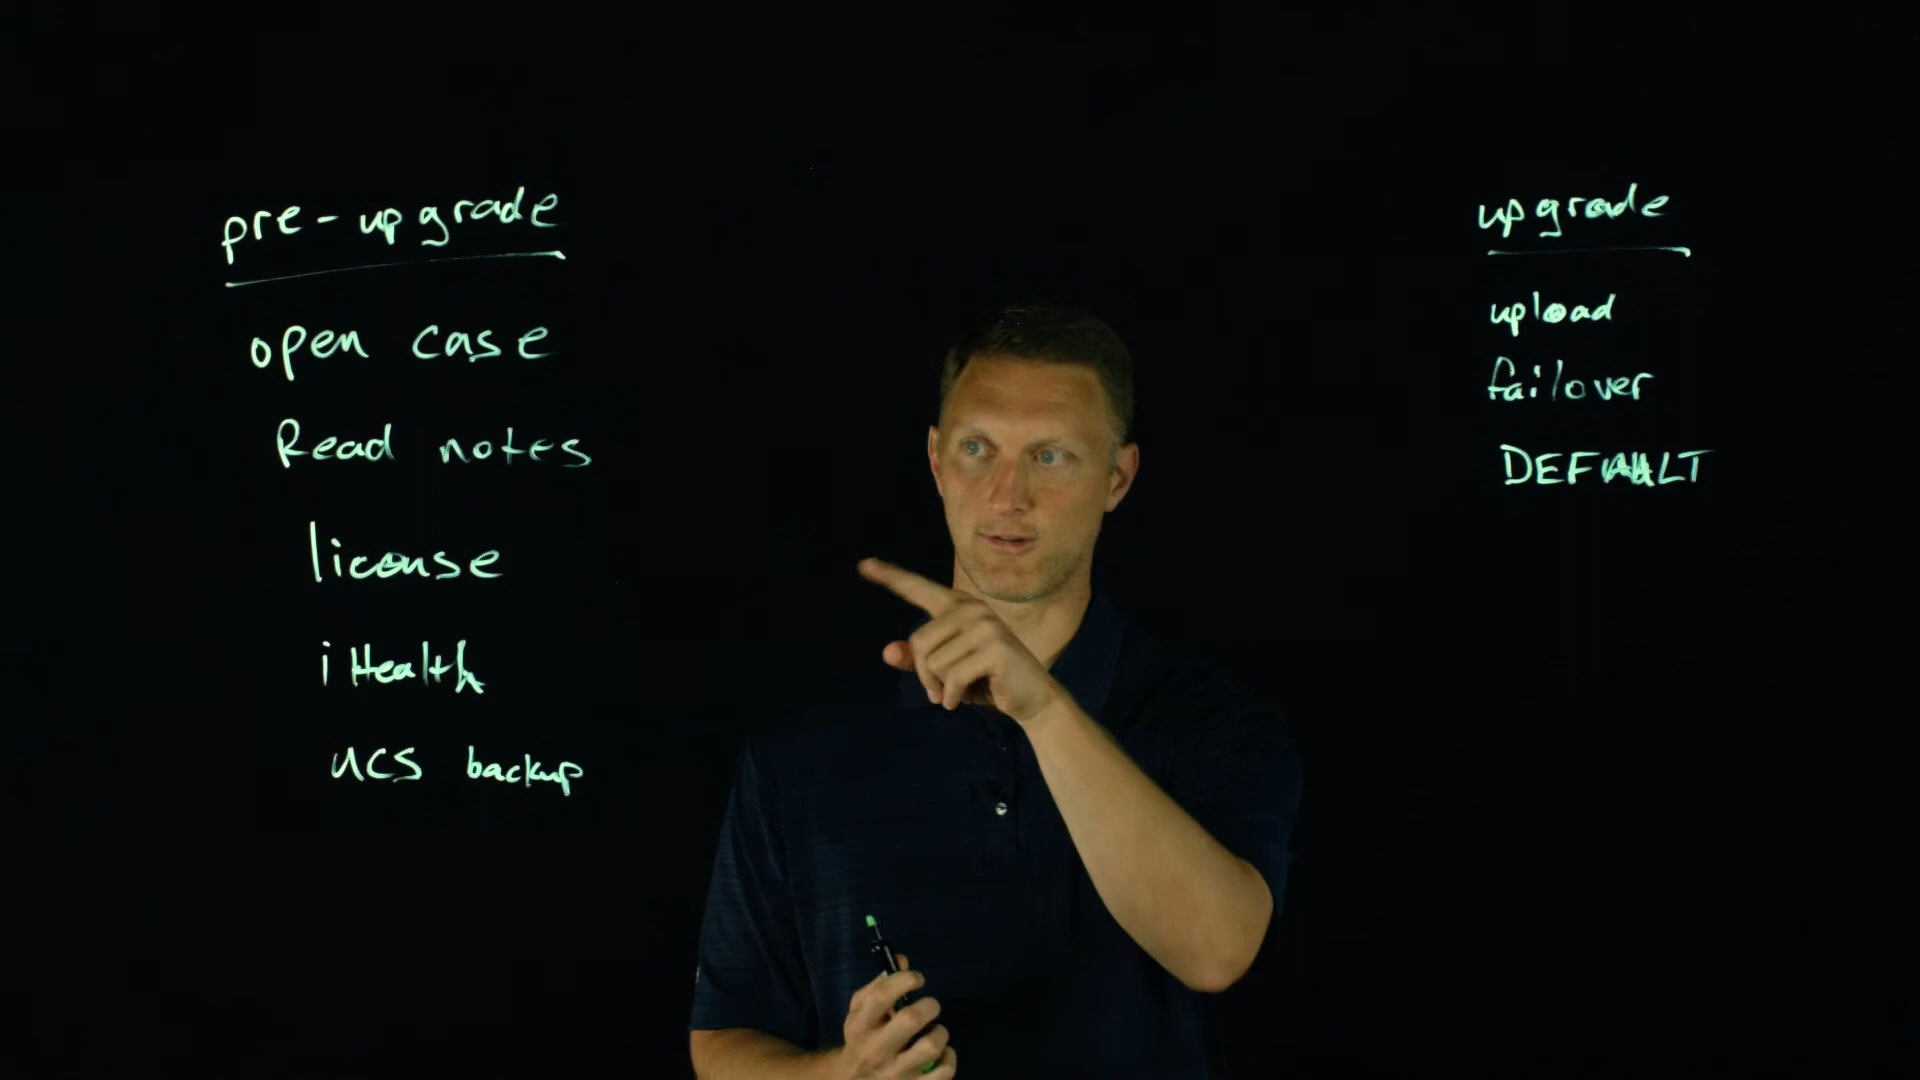 pre-upgrade
open case
Read notes
license
iHealth
UCS backup
upgrade
upload
failover
DEFAULT